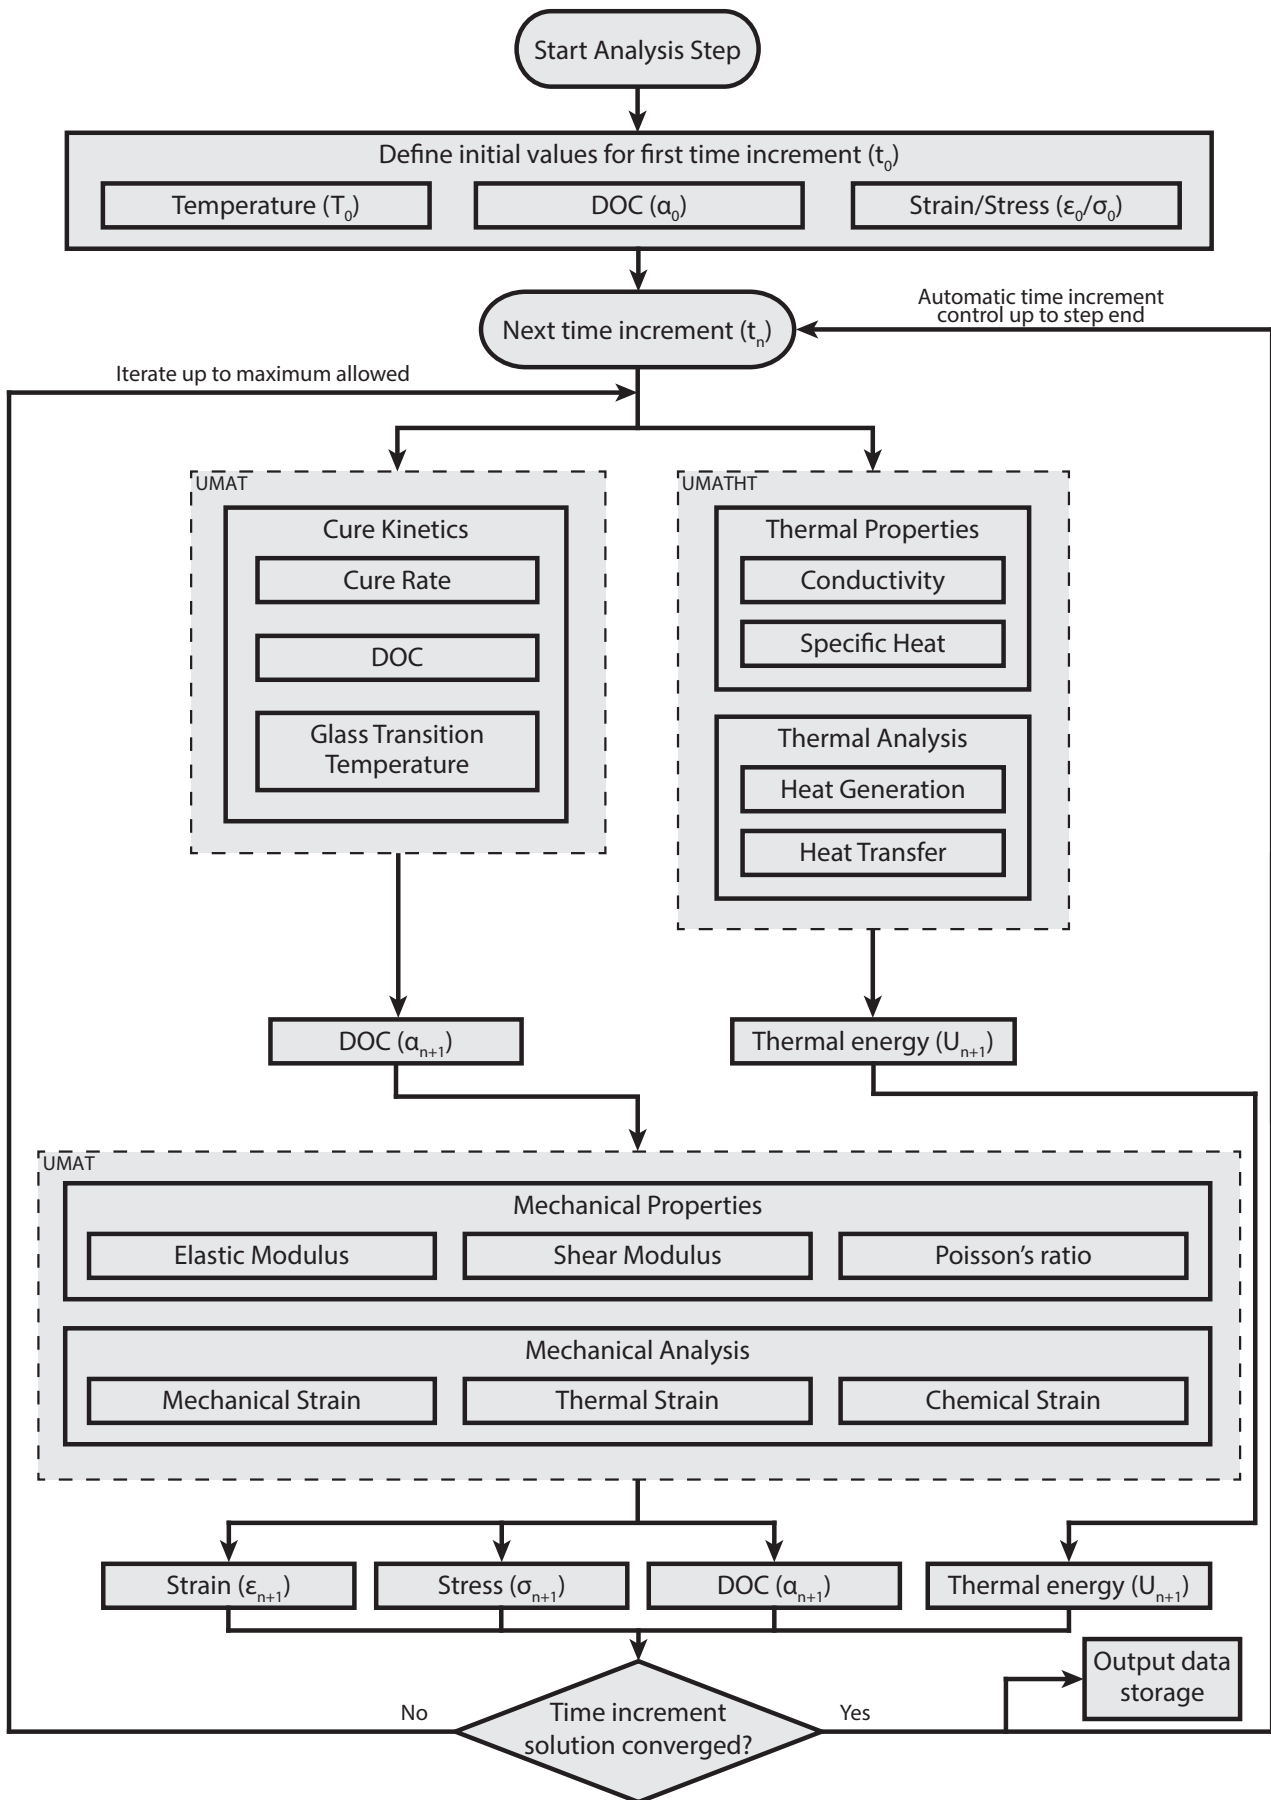 Start Analysis Step
Define initial values for first time increment (t₀)
Temperature (T₀)
DOC (α₀)
Strain/Stress (ε₀/σ₀)
Automatic time increment
control up to step end
Next time increment (tₙ)
Iterate up to maximum allowed
UMAT
Cure Kinetics
Cure Rate
DOC
Glass Transition
Temperature
UMATHT
Thermal Properties
Conductivity
Specific Heat
Thermal Analysis
Heat Generation
Heat Transfer
DOC (αₙ₊₁)
Thermal energy (Uₙ₊₁)
UMAT
Mechanical Properties
Elastic Modulus
Shear Modulus
Poisson’s ratio
Mechanical Analysis
Mechanical Strain
Thermal Strain
Chemical Strain
Strain (εₙ₊₁)
Stress (σₙ₊₁)
DOC (αₙ₊₁)
Thermal energy (Uₙ₊₁)
Output data
storage
No
Time increment
solution converged?
Yes